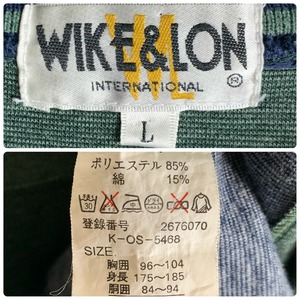 WIKE&LON
INTERNATIONAL ®
L
ポリエステル 85%
綿 15%
登録番号 2676070
K-OS-5468
SIZE
胸囲 96~104
身長 175~185
胴囲 84~94